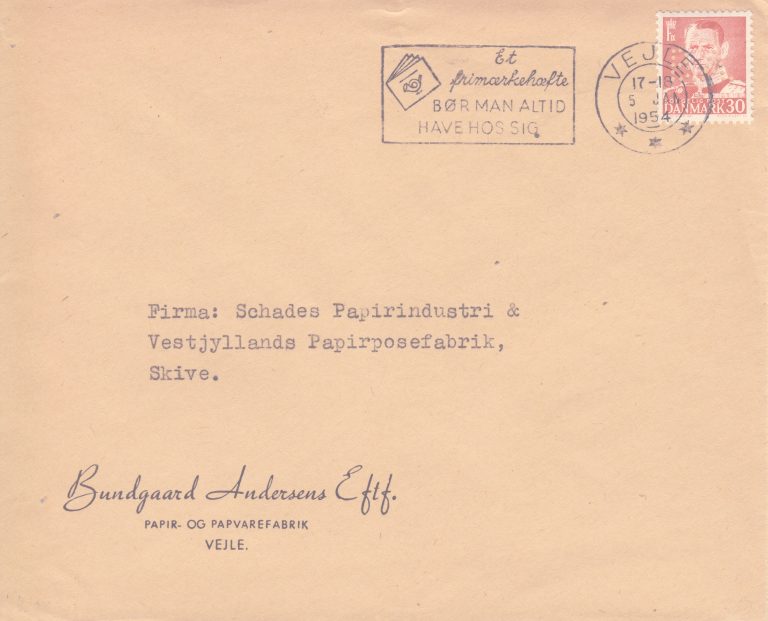 Et
frimærkehæfte
BØR MAN ALTID
HAVE HOS SIG.
VEJLE
17-18
5
1954
DANMARK 30
Firma: Schades Papirindustri &
Vestjyllands Papirposefabrik,
Skive.
Bundgaard Andersens Eftf.
PAPIR- OG PAPVAREFABRIK
VEJLE.